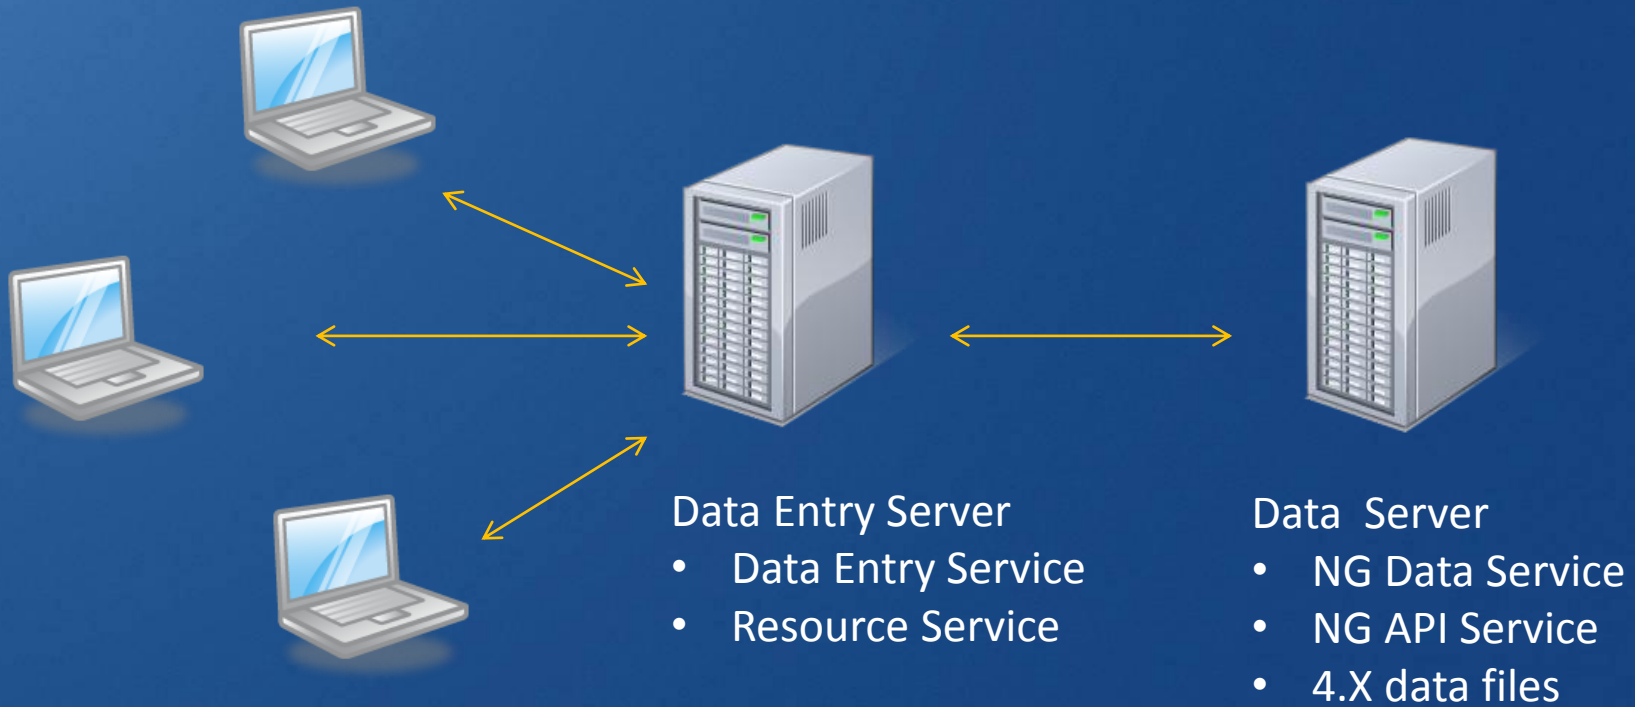 Data Entry Server
• Data Entry Service
• Resource Service
Data Server
• NG Data Service
• NG API Service
• 4.X data files